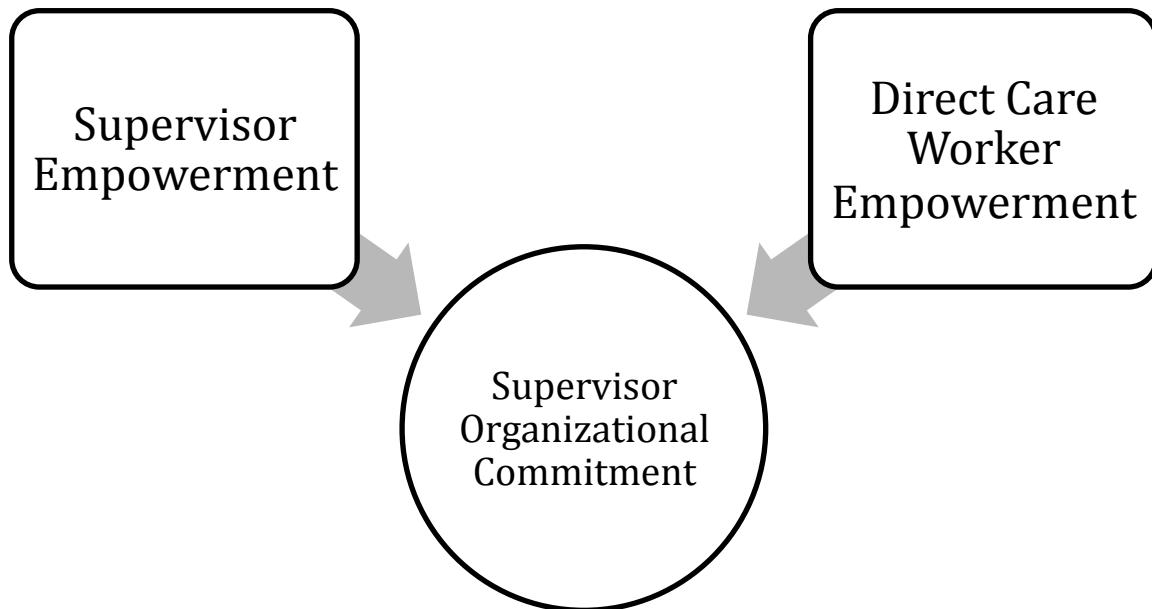 Supervisor
Empowerment
Direct Care
Worker
Empowerment
Supervisor
Organizational
Commitment